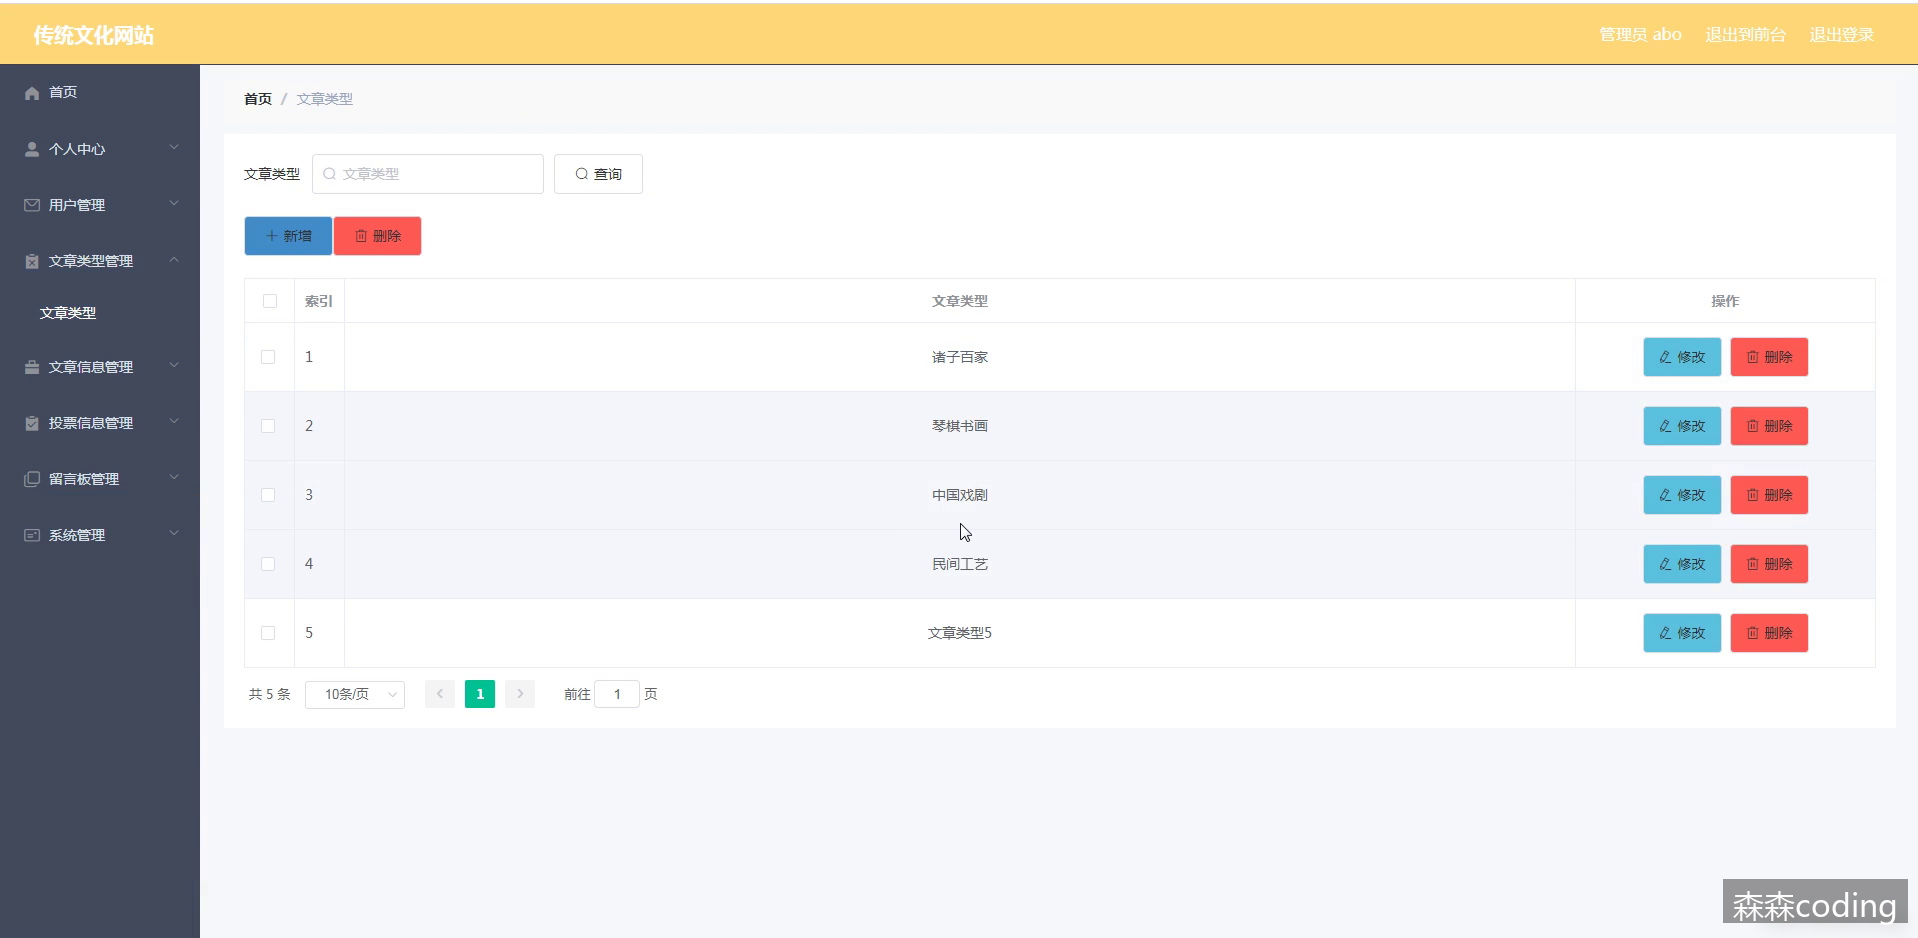 传统文化网站
管理员 abo 退出到前台 退出登录
首页
个人中心
用户管理
文章类型管理
文章类型
文章信息管理
投票信息管理
留言板管理
系统管理
首页 / 文章类型
文章类型 文章类型 查询
新增 删除
索引 文章类型 操作
1 诸子百家 修改 删除
2 琴棋书画 修改 删除
3 中国戏剧 修改 删除
4 民间工艺 修改 删除
5 文章类型5 修改 删除
共 5 条 10条/页 1 前往 1 页
森森coding